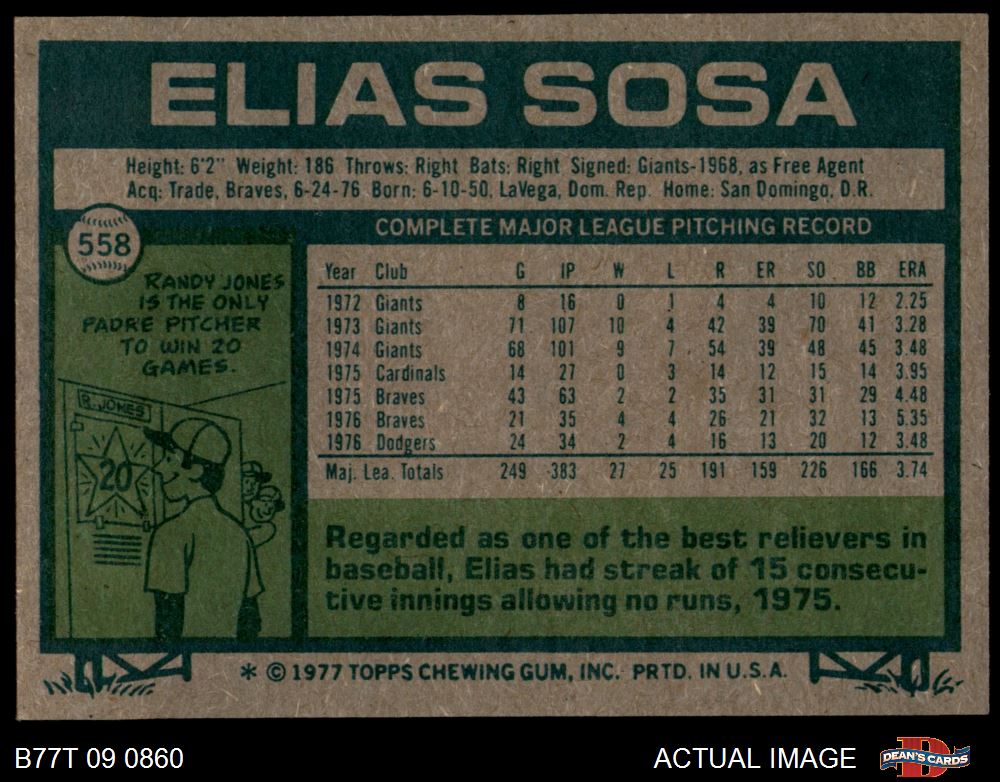 ELIAS SOSA
Height: 6'2" Weight: 186 Throws: Right Bats: Right Signed: Giants-1968, as Free Agent
Acq: Trade, Braves, 6-24-76 Born: 6-10-50, LaVega, Dom. Rep. Home: San Domingo, D.R.
558
RANDY JONES
IS THE ONLY
PADRE PITCHER
TO WIN 20
GAMES.
R. JONES
20
COMPLETE MAJOR LEAGUE PITCHING RECORD
Year Club G IP W L R ER SO BB ERA
1972 Giants 8 16 0 1 4 4 10 12 2.25
1973 Giants 71 107 10 4 42 39 70 41 3.28
1974 Giants 68 101 9 7 54 39 48 45 3.48
1975 Cardinals 14 27 0 3 14 12 15 14 3.95
1975 Braves 43 63 2 2 35 31 31 29 4.48
1976 Braves 21 35 4 4 26 21 32 13 5.35
1976 Dodgers 24 34 2 4 16 13 20 12 3.48
Maj. Lea. Totals 249 383 27 25 191 159 226 166 3.74
Regarded as one of the best relievers in
baseball, Elias had streak of 15 consecu-
tive innings allowing no runs, 1975.
* © 1977 TOPPS CHEWING GUM, INC. PRTD. IN U.S.A.
B77T 09 0860
ACTUAL IMAGE
D
DEAN'S CARDS